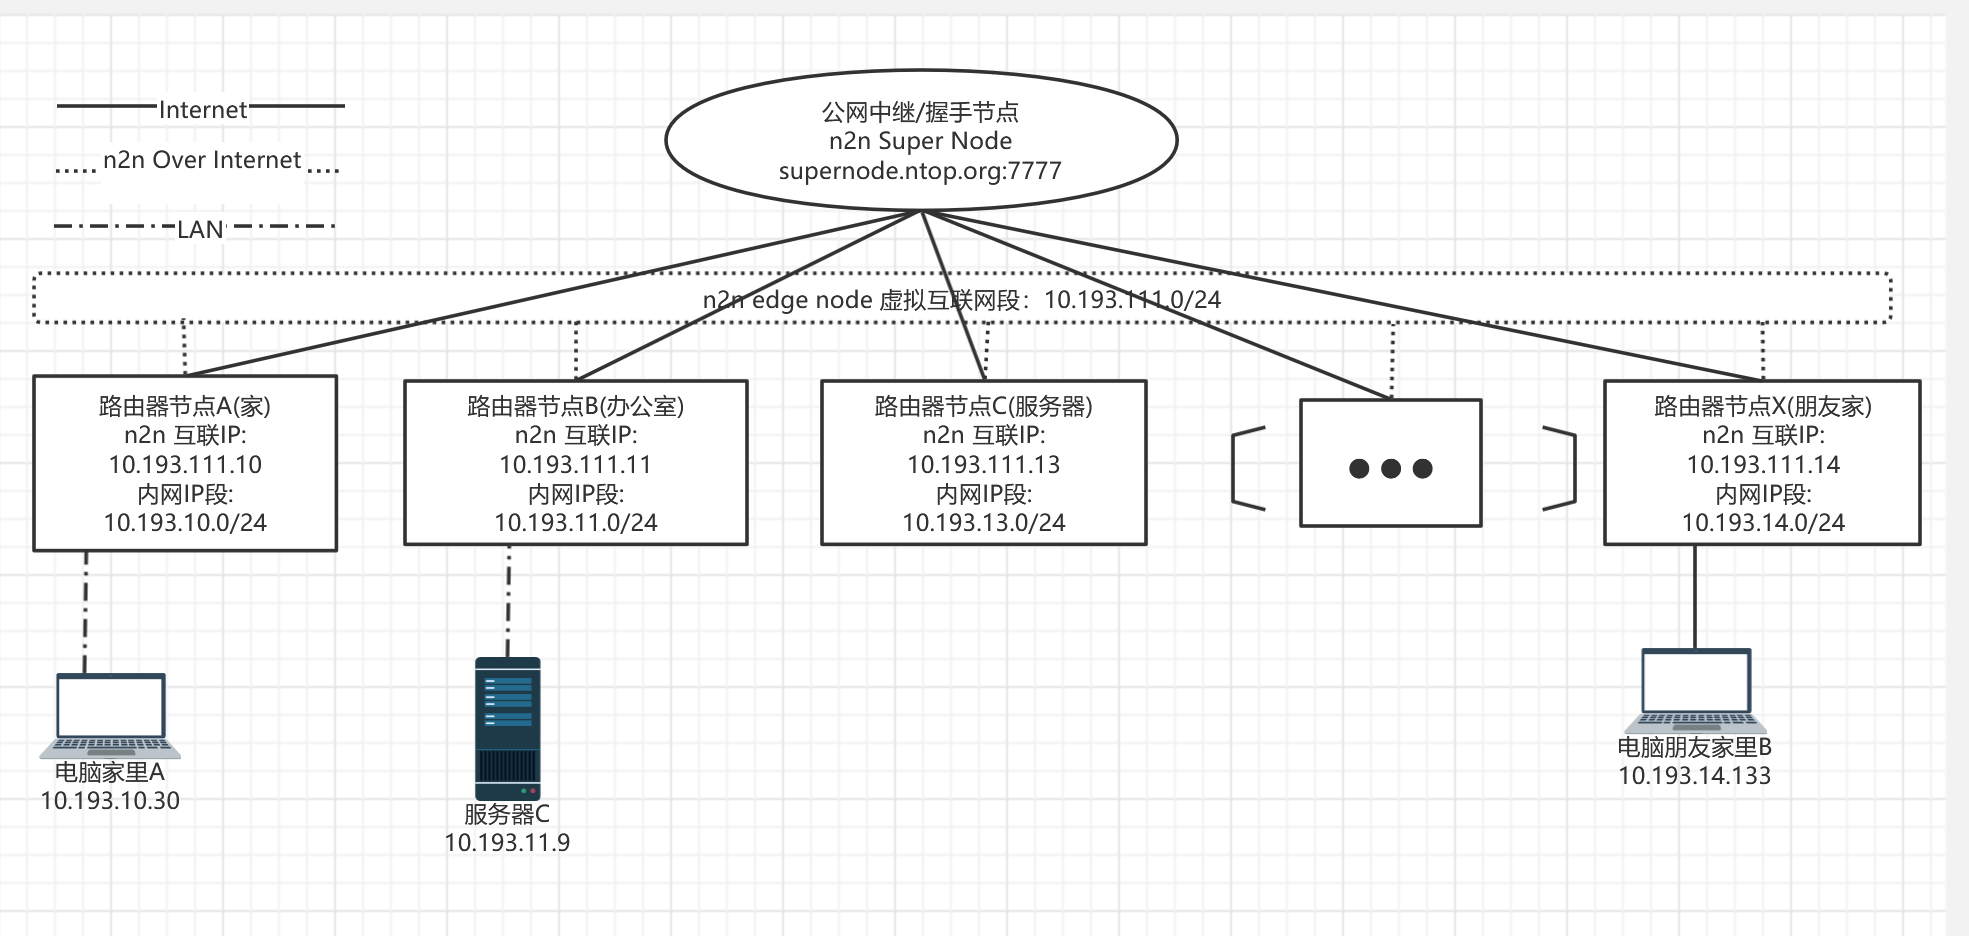 Internet
n2n Over Internet
LAN
公网中继/握手节点
n2n Super Node
supernode.ntop.org:7777
n2n edge node 虚拟互联网段：10.193.111.0/24
路由器节点A(家)
n2n 互联IP:
10.193.111.10
内网IP段:
10.193.10.0/24
路由器节点B(办公室)
n2n 互联IP:
10.193.111.11
内网IP段:
10.193.11.0/24
路由器节点C(服务器)
n2n 互联IP:
10.193.111.13
内网IP段:
10.193.13.0/24
路由器节点X(朋友家)
n2n 互联IP:
10.193.111.14
内网IP段:
10.193.14.0/24
电脑家里A
10.193.10.30
服务器C
10.193.11.9
电脑朋友家里B
10.193.14.133